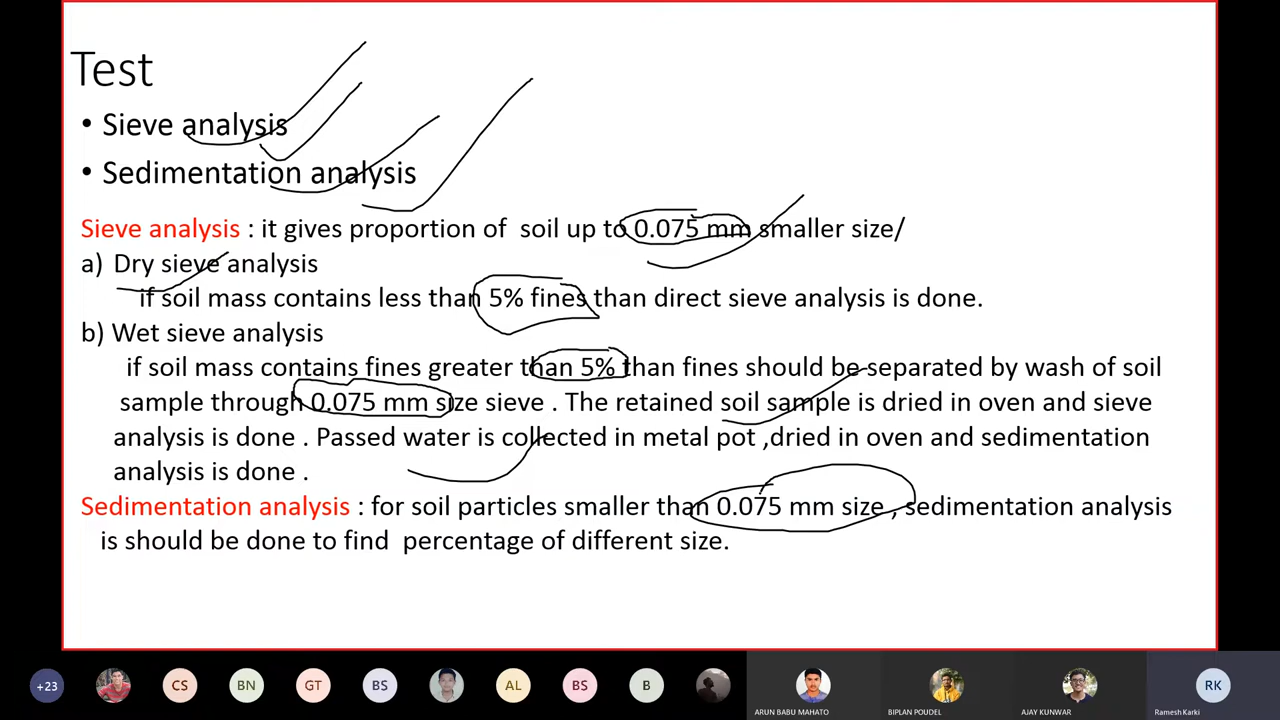 Test
• Sieve analysis
• Sedimentation analysis
Sieve analysis : it gives proportion of soil up to 0.075 mm smaller size/
a) Dry sieve analysis
if soil mass contains less than 5% fines than direct sieve analysis is done.
b) Wet sieve analysis
if soil mass contains fines greater than 5% than fines should be separated by wash of soil
sample through 0.075 mm size sieve . The retained soil sample is dried in oven and sieve
analysis is done . Passed water is collected in metal pot ,dried in oven and sedimentation
analysis is done .
Sedimentation analysis : for soil particles smaller than 0.075 mm size , sedimentation analysis
is should be done to find percentage of different size.
+23 CS BN GT BS AL BS B RK
ARUN BABU MAHATO BIPLAN POUDEL AJAY KUNWAR Ramesh Karki